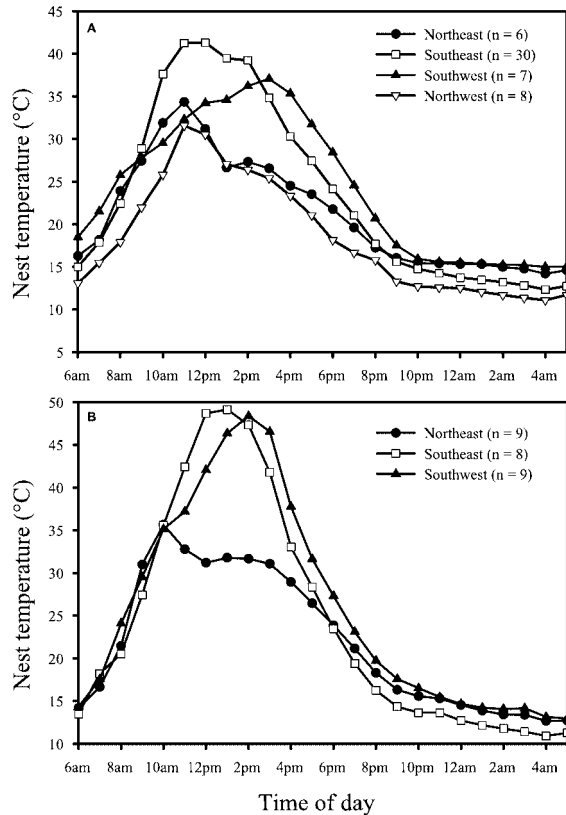 A
Northeast (n = 6)
Southeast (n = 30)
Southwest (n = 7)
Northwest (n = 8)
Nest temperature (°C)
45
40
35
30
25
20
15
10
5
6am 8am 10am 12pm 2pm 4pm 6pm 8pm 10pm 12am 2am 4am
B
Northeast (n = 9)
Southeast (n = 8)
Southwest (n = 9)
Nest temperature (°C)
50
45
40
35
30
25
20
15
10
6am 8am 10am 12pm 2pm 4pm 6pm 8pm 10pm 12am 2am 4am
Time of day